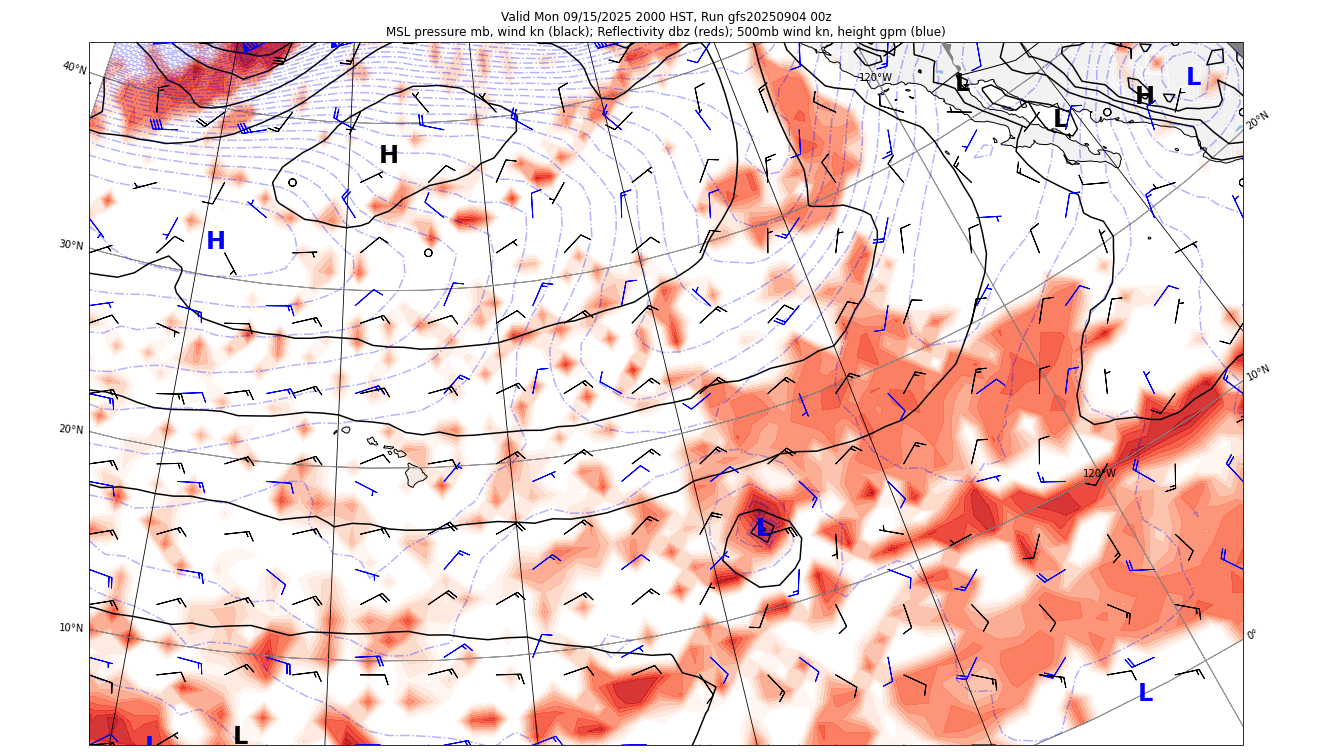 Valid Mon 09/15/2025 2000 HST, Run gfs20250904 00z
MSL pressure mb, wind kn (black); Reflectivity dbz (reds); 500mb wind kn, height gpm (blue)
40°N
120°W
L
H
L
L
20°N
H
30°N
H
10°N
20°N
120°W
L
10°N
0°
L
L
L